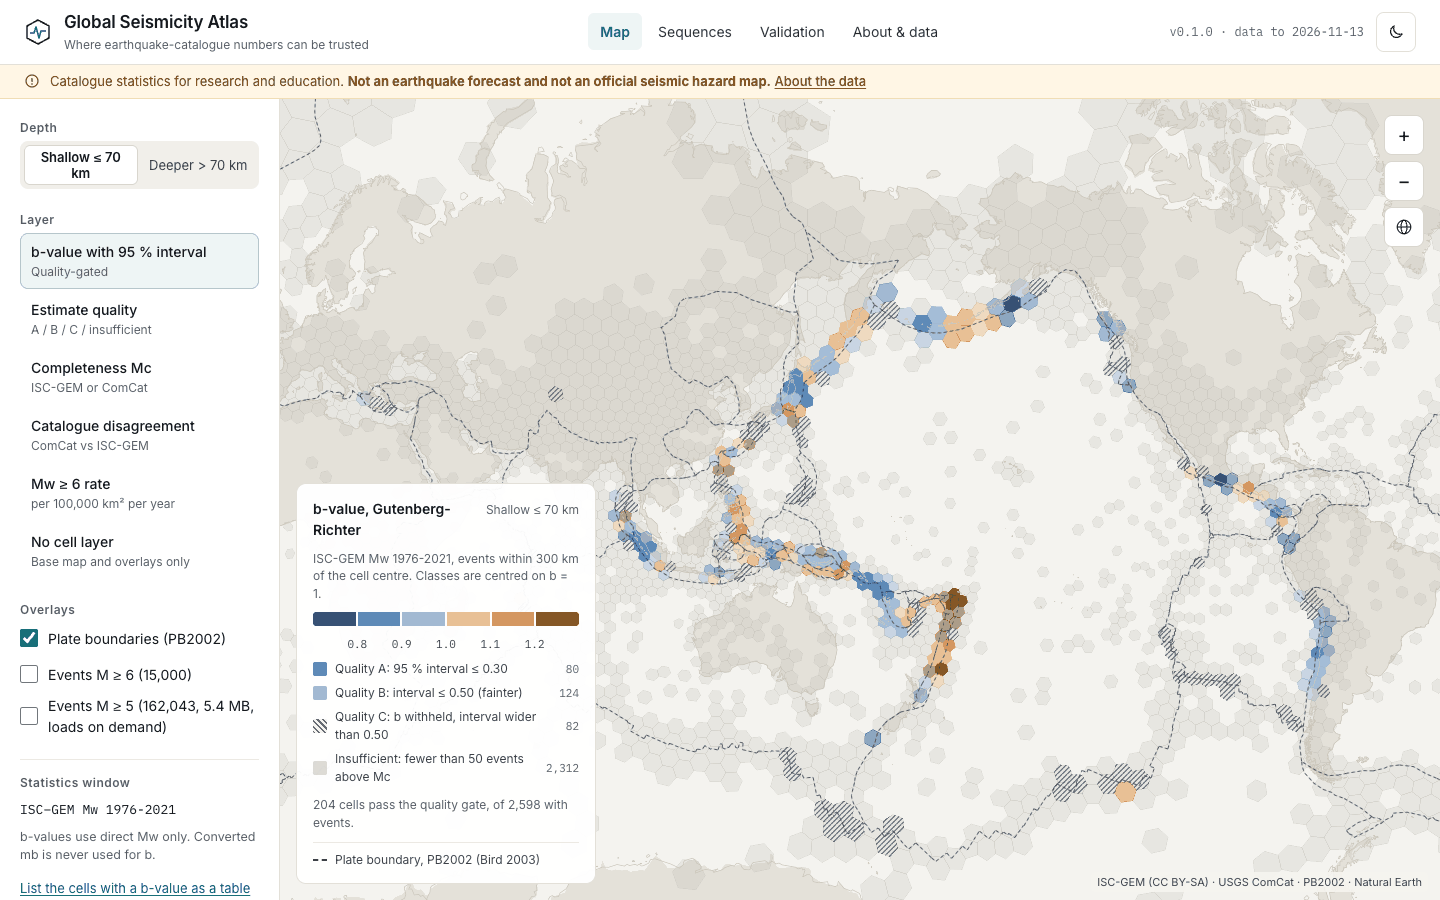 Global Seismicity Atlas
Where earthquake-catalogue numbers can be trusted
Map
Sequences
Validation
About & data
v0.1.0 · data to 2026-11-13
Catalogue statistics for research and education. Not an earthquake forecast and not an official seismic hazard map. About the data
Depth
Shallow ≤ 70
km
Deeper > 70 km
Layer
b-value with 95 % interval
Quality-gated
Estimate quality
A / B / C / insufficient
Completeness Mc
ISC-GEM or ComCat
Catalogue disagreement
ComCat vs ISC-GEM
Mw ≥ 6 rate
per 100,000 km² per year
No cell layer
Base map and overlays only
Overlays
Plate boundaries (PB2002)
Events M ≥ 6 (15,000)
Events M ≥ 5 (162,043, 5.4 MB,
loads on demand)
Statistics window
ISC-GEM Mw 1976-2021
b-values use direct Mw only. Converted
mb is never used for b.
List the cells with a b-value as a table
b-value, Gutenberg-
Richter
Shallow ≤ 70 km
ISC-GEM Mw 1976-2021, events within 300 km
of the cell centre. Classes are centred on b =
1.
0.8 0.9 1.0 1.1 1.2
Quality A: 95 % interval ≤ 0.30 80
Quality B: interval ≤ 0.50 (fainter) 124
Quality C: b withheld, interval wider
than 0.50
82
Insufficient: fewer than 50 events
above Mc
2,312
204 cells pass the quality gate, of 2,598 with
events.
Plate boundary, PB2002 (Bird 2003)
+
−
ISC-GEM (CC BY-SA) · USGS ComCat · PB2002 · Natural Earth